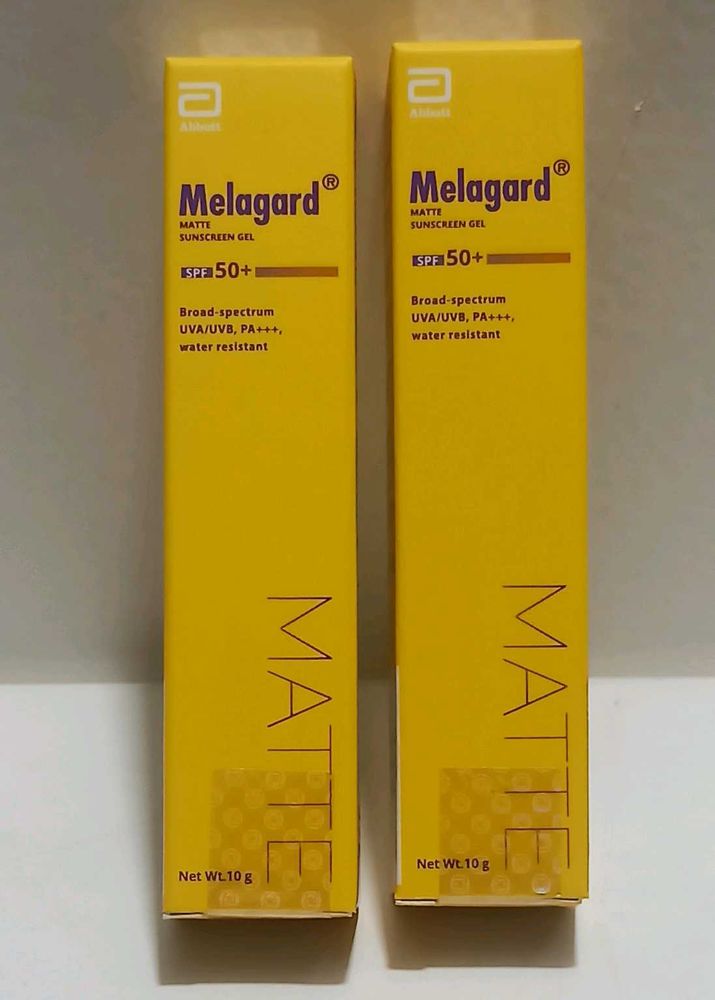 Abbott
Melagard®
MATTE
SUNSCREEN GEL
SPF 50+
Broad-spectrum
UVA/UVB, PA+++,
water resistant
MATTE
Net Wt.10 g
Abbott
Melagard®
MATTE
SUNSCREEN GEL
SPF 50+
Broad-spectrum
UVA/UVB, PA+++,
water resistant
MATTE
Net Wt.10 g